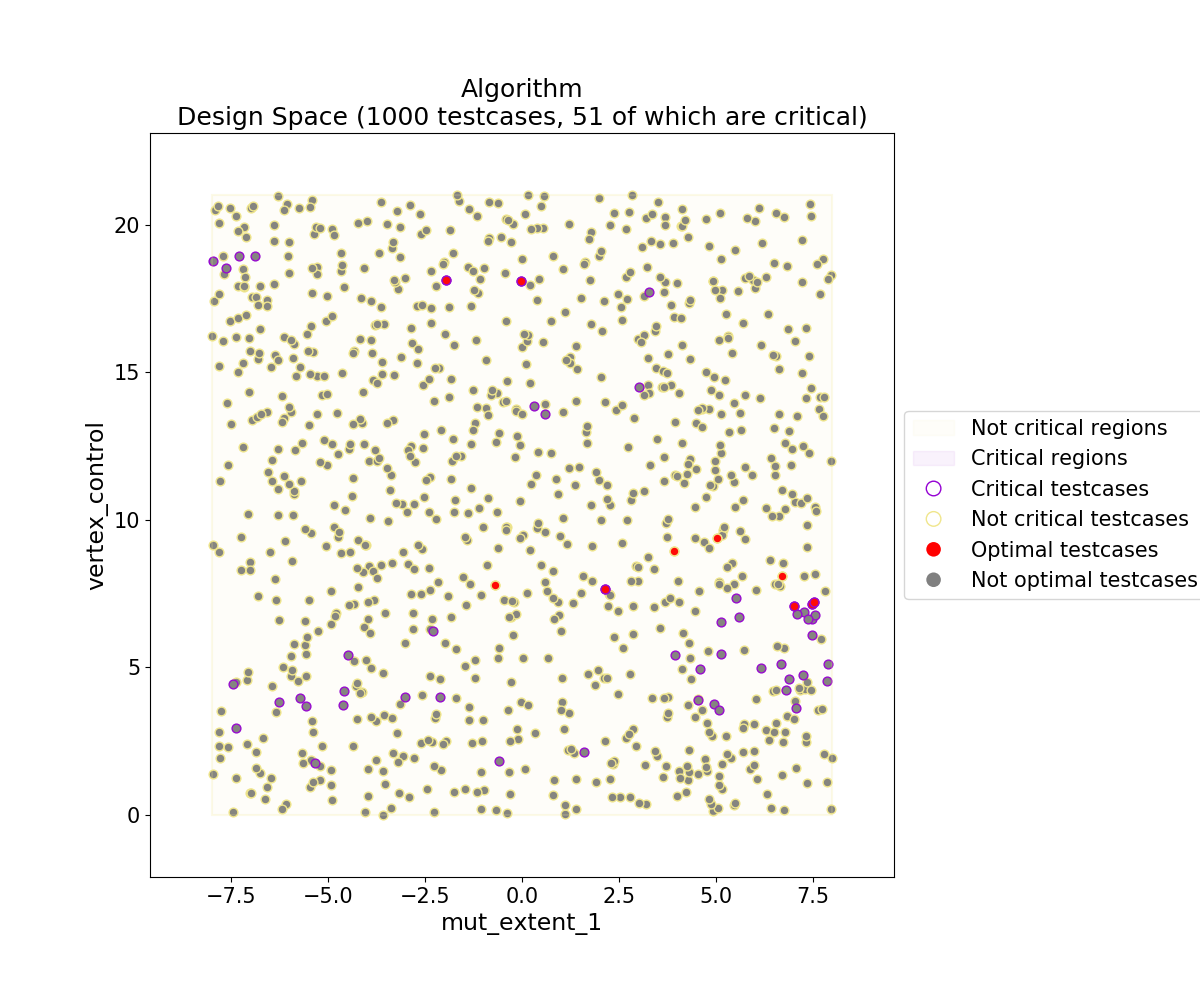 Algorithm
Design Space (1000 testcases, 51 of which are critical)
vertex_control
20
15
10
5
0
−7.5
−5.0
−2.5
0.0
2.5
5.0
7.5
mut_extent_1
Not critical regions
Critical regions
Critical testcases
Not critical testcases
Optimal testcases
Not optimal testcases